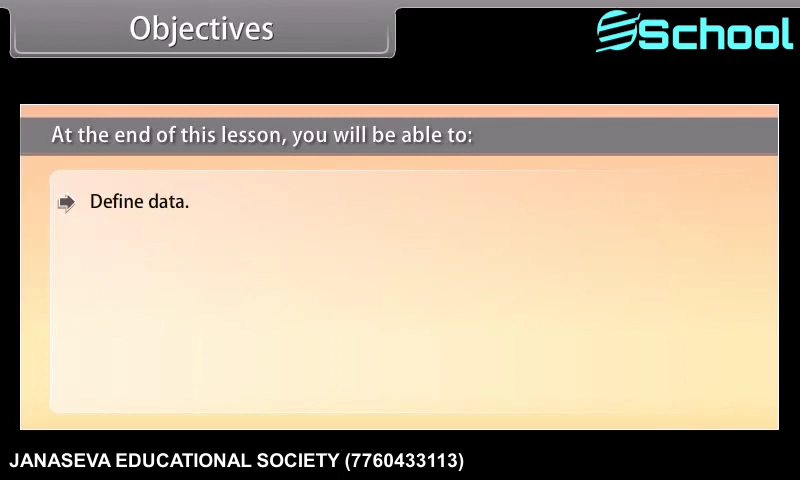 Objectives
School
At the end of this lesson, you will be able to:
Define data.
JANASEVA EDUCATIONAL SOCIETY (7760433113)